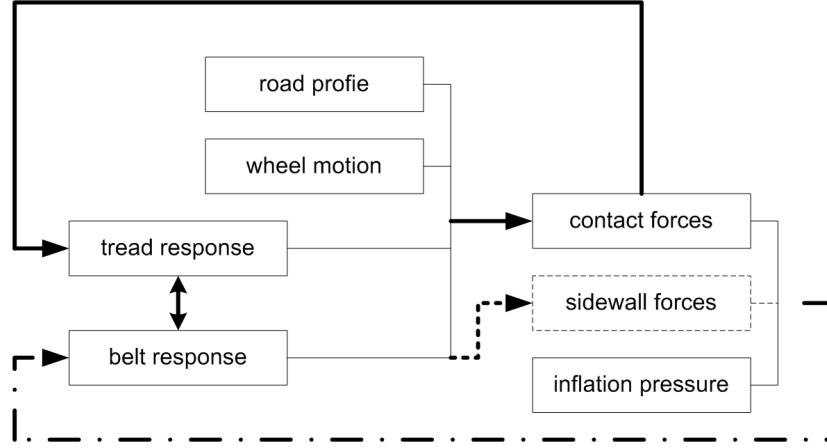 road profie
wheel motion
contact forces
tread response
sidewall forces
belt response
inflation pressure